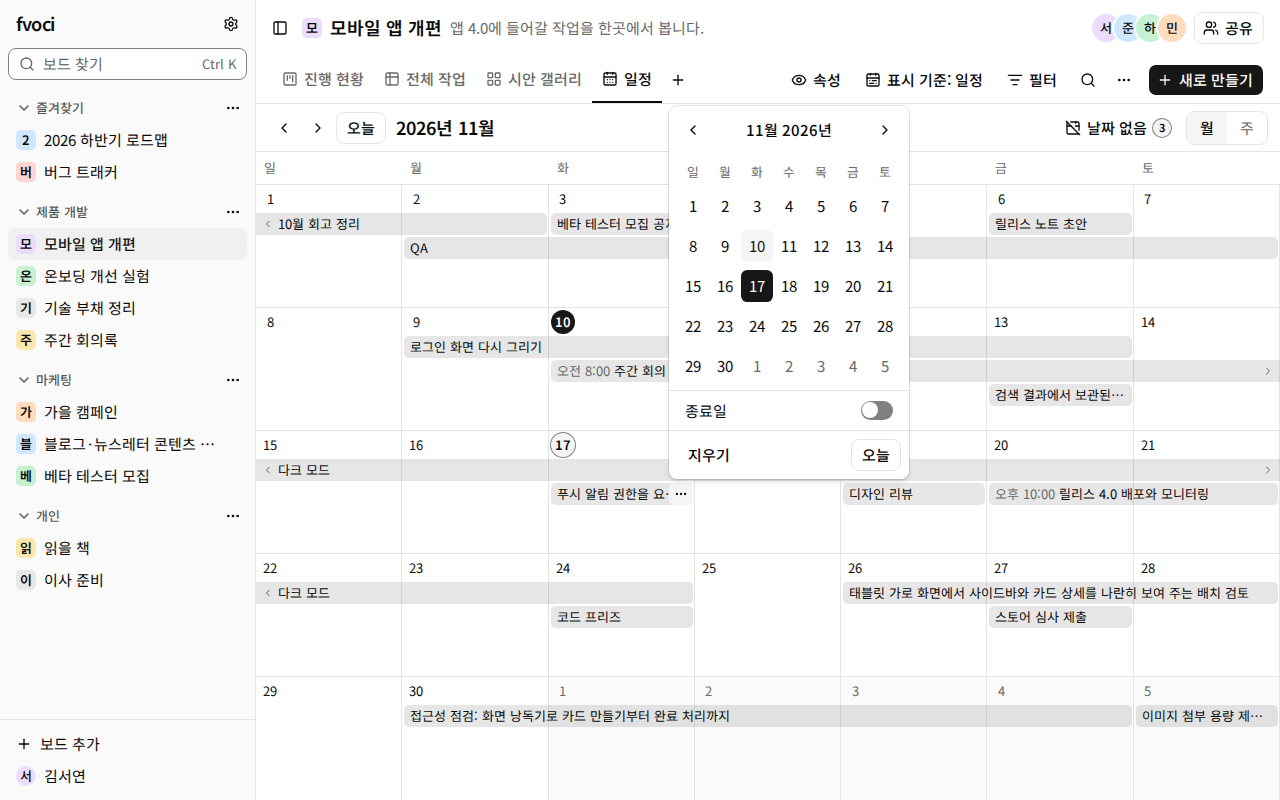 fvoci
보드 찾기 Ctrl K
즐겨찾기
2 2026 하반기 로드맵
버 버그 트래커
제품 개발
모 모바일 앱 개편
온 온보딩 개선 실험
기 기술 부채 정리
주 주간 회의록
마케팅
가 가을 캠페인
블 블로그·뉴스레터 콘텐츠 ···
베 베타 테스터 모집
개인
읽 읽을 책
이 이사 준비
보드 추가
서 김서연
모 모바일 앱 개편 앱 4.0에 들어갈 작업을 한곳에서 봅니다.
서 준 하 민 공유
진행 현황 전체 작업 시안 갤러리 일정
속성 표시 기준: 일정 필터 새로 만들기
오늘 2026년 11월
날짜 없음 3 월 주
일 월 화 금 토
1 2 3 6 7
10월 회고 정리
베타 테스터 모집
릴리스 노트 초안
QA
8 9 10 13 14
로그인 화면 다시 그리기
오전 8:00 주간 회의
검색 결과에서 보관된···
15 16 17 20 21
다크 모드
푸시 알림 권한을 요···
디자인 리뷰
오후 10:00 릴리스 4.0 배포와 모니터링
22 23 24 25 26 27 28
다크 모드
태블릿 가로 화면에서 사이드바와 카드 상세를 나란히 보여 주는 배치 검토
코드 프리즈
스토어 심사 제출
29 30 1 2 3 4 5
접근성 점검: 화면 낭독기로 카드 만들기부터 완료 처리까지
이미지 첨부 용량 제···
11월 2026년
일 월 화 수 목 금 토
1 2 3 4 5 6 7
8 9 10 11 12 13 14
15 16 17 18 19 20 21
22 23 24 25 26 27 28
29 30 1 2 3 4 5
종료일
지우기 오늘